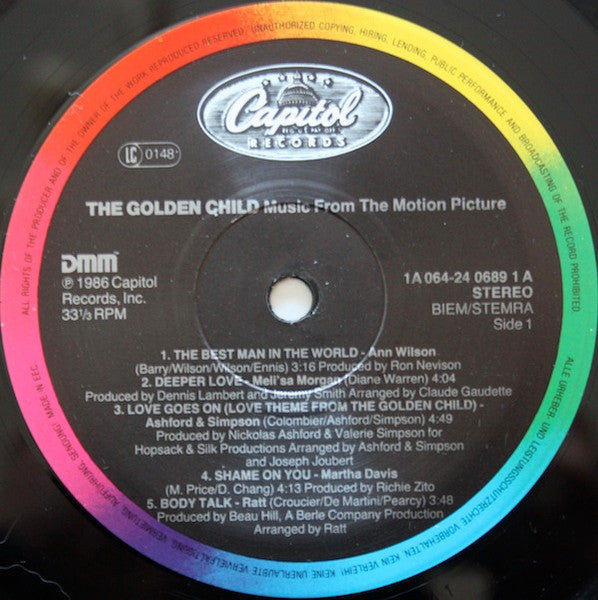 ALL RIGHTS OF THE PRODUCER AND OF THE OWNER OF THE WORK REPRODUCED RESERVED. UNAUTHORIZED COPYING, HIRING, LENDING, PUBLIC PERFORMANCE AND BROADCASTING OF THE RECORD PROHIBITED.
Capitol
RECORDS
LC 0148
THE GOLDEN CHILD Music From The Motion Picture
DMM
℗ 1986 Capitol
Records, Inc.
33⅓ RPM
1A 064-24 0689 1 A
STEREO
BIEM/STEMRA
Side 1
1. THE BEST MAN IN THE WORLD - Ann Wilson
(Barry/Wilson/Wilson/Ennis) 3:16 Produced by Ron Nevison
2. DEEPER LOVE - Meli'sa Morgan (Diane Warren) 4:04
Produced by Dennis Lambert and Jeremy Smith Arranged by Claude Gaudette
3. LOVE GOES ON (LOVE THEME FROM THE GOLDEN CHILD) -
Ashford & Simpson (Colombier/Ashford/Simpson) 4:49
Produced by Nickolas Ashford & Valerie Simpson for
Hopsack & Silk Productions Arranged by Ashford & Simpson
and Joseph Joubert
4. SHAME ON YOU - Martha Davis
(M. Price/D. Chang) 4:13 Produced by Richie Zito
5. BODY TALK - Ratt (Croucier/De Martini/Pearcy) 3:48
Produced by Beau Hill, A Berle Company Production
Arranged by Ratt
ALLE URHEBER- UND LEISTUNGSSCHUTZRECHTE VORBEHALTEN. KEIN VERLEIH! KEINE UNERLAUBTE VERVIELFÄLTIGUNG, VERMIETUNG, AUFFÜHRUNG, SENDUNG! MADE IN EEC.